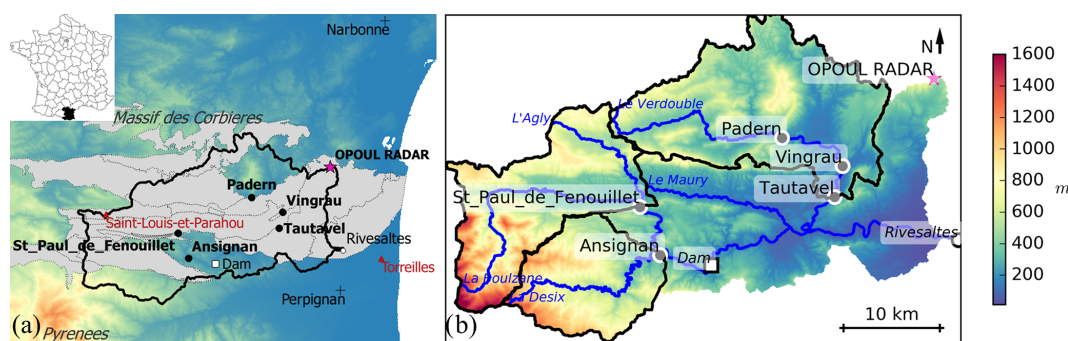 Narbonne
Massif des Corbieres
OPOUL RADAR
Padern
Vingrau
Saint-Louis-et-Parahou
Tautavel
St_Paul_de_Fenouillet
Ansignan
Rivesaltes
Dam
Torreilles
Perpignan
(a)
Pyrenees
N
OPOUL RADAR
Le Verdouble
L'Agly
Padern
Vingrau
Le Maury
Tautavel
St_Paul_de_Fenouillet
Rivesaltes
Ansignan
Dam
La Boulzane
La Desix
10 km
(b)
1600
1400
1200
1000
800
600
400
200
m